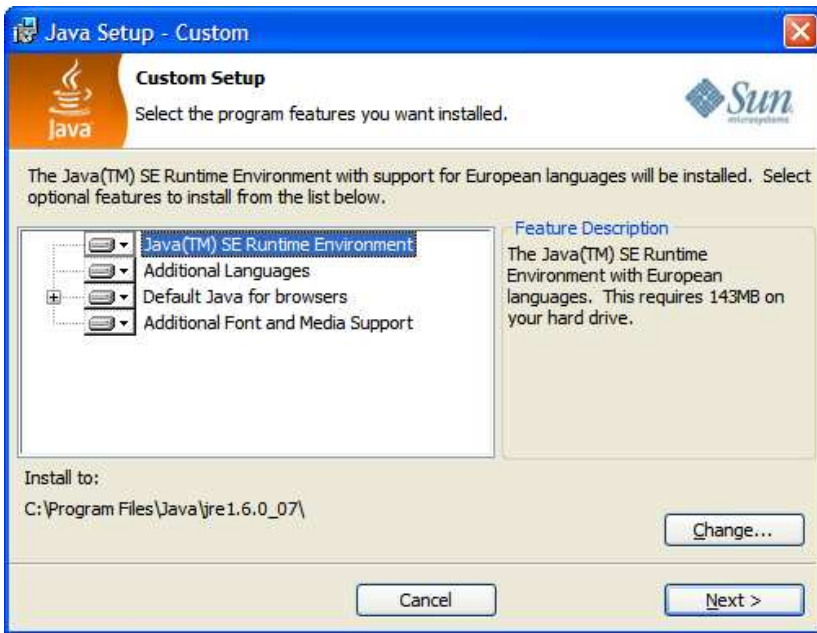 Java Setup - Custom
Java
Custom Setup
Select the program features you want installed.
Sun
microsystems
The Java(TM) SE Runtime Environment with support for European languages will be installed. Select
optional features to install from the list below.
Java(TM) SE Runtime Environment
Additional Languages
Default Java for browsers
Additional Font and Media Support
Feature Description
The Java(TM) SE Runtime
Environment with European
languages. This requires 143MB on
your hard drive.
Install to:
C:\Program Files\Java\jre1.6.0_07\
Change...
Cancel
Next >